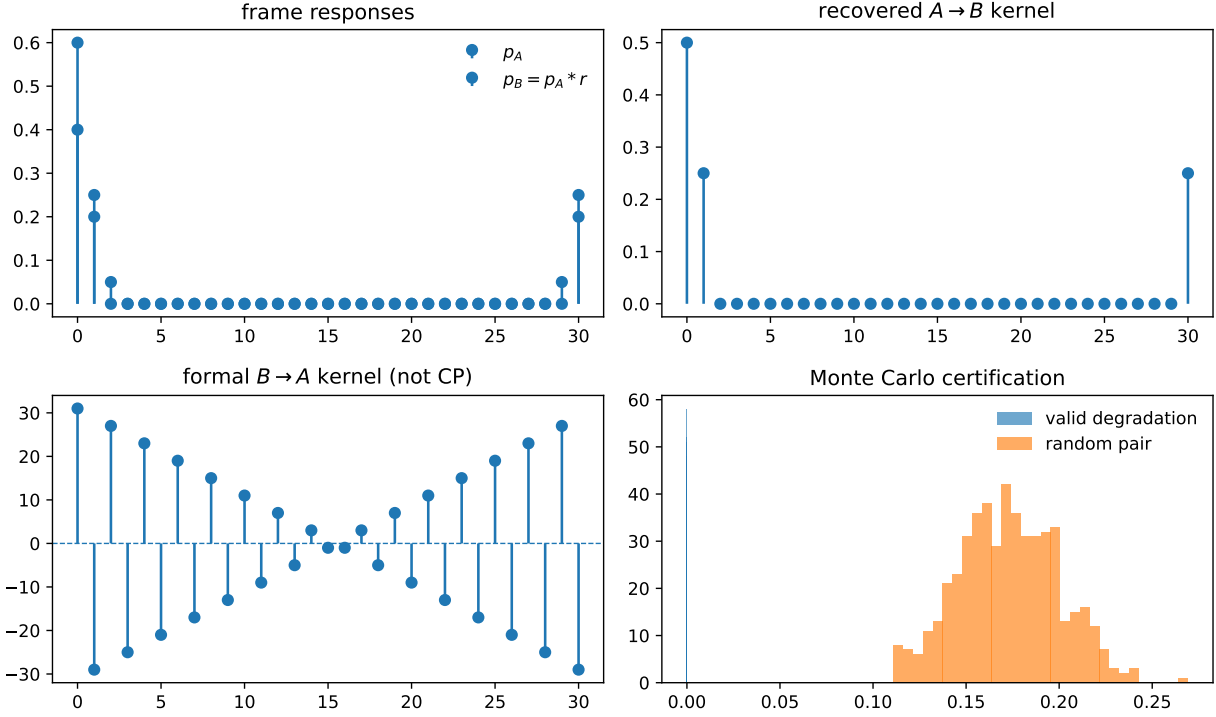 frame responses
0.6
0.5
0.4
0.3
0.2
0.1
0.0
0 5 10 15 20 25 30
p_A
p_B = p_A * r
recovered A → B kernel
0.5
0.4
0.3
0.2
0.1
0.0
0 5 10 15 20 25 30
formal B → A kernel (not CP)
30
20
10
0
−10
−20
−30
0 5 10 15 20 25 30
Monte Carlo certification
60
50
40
30
20
10
0
0.00 0.05 0.10 0.15 0.20 0.25
valid degradation
random pair